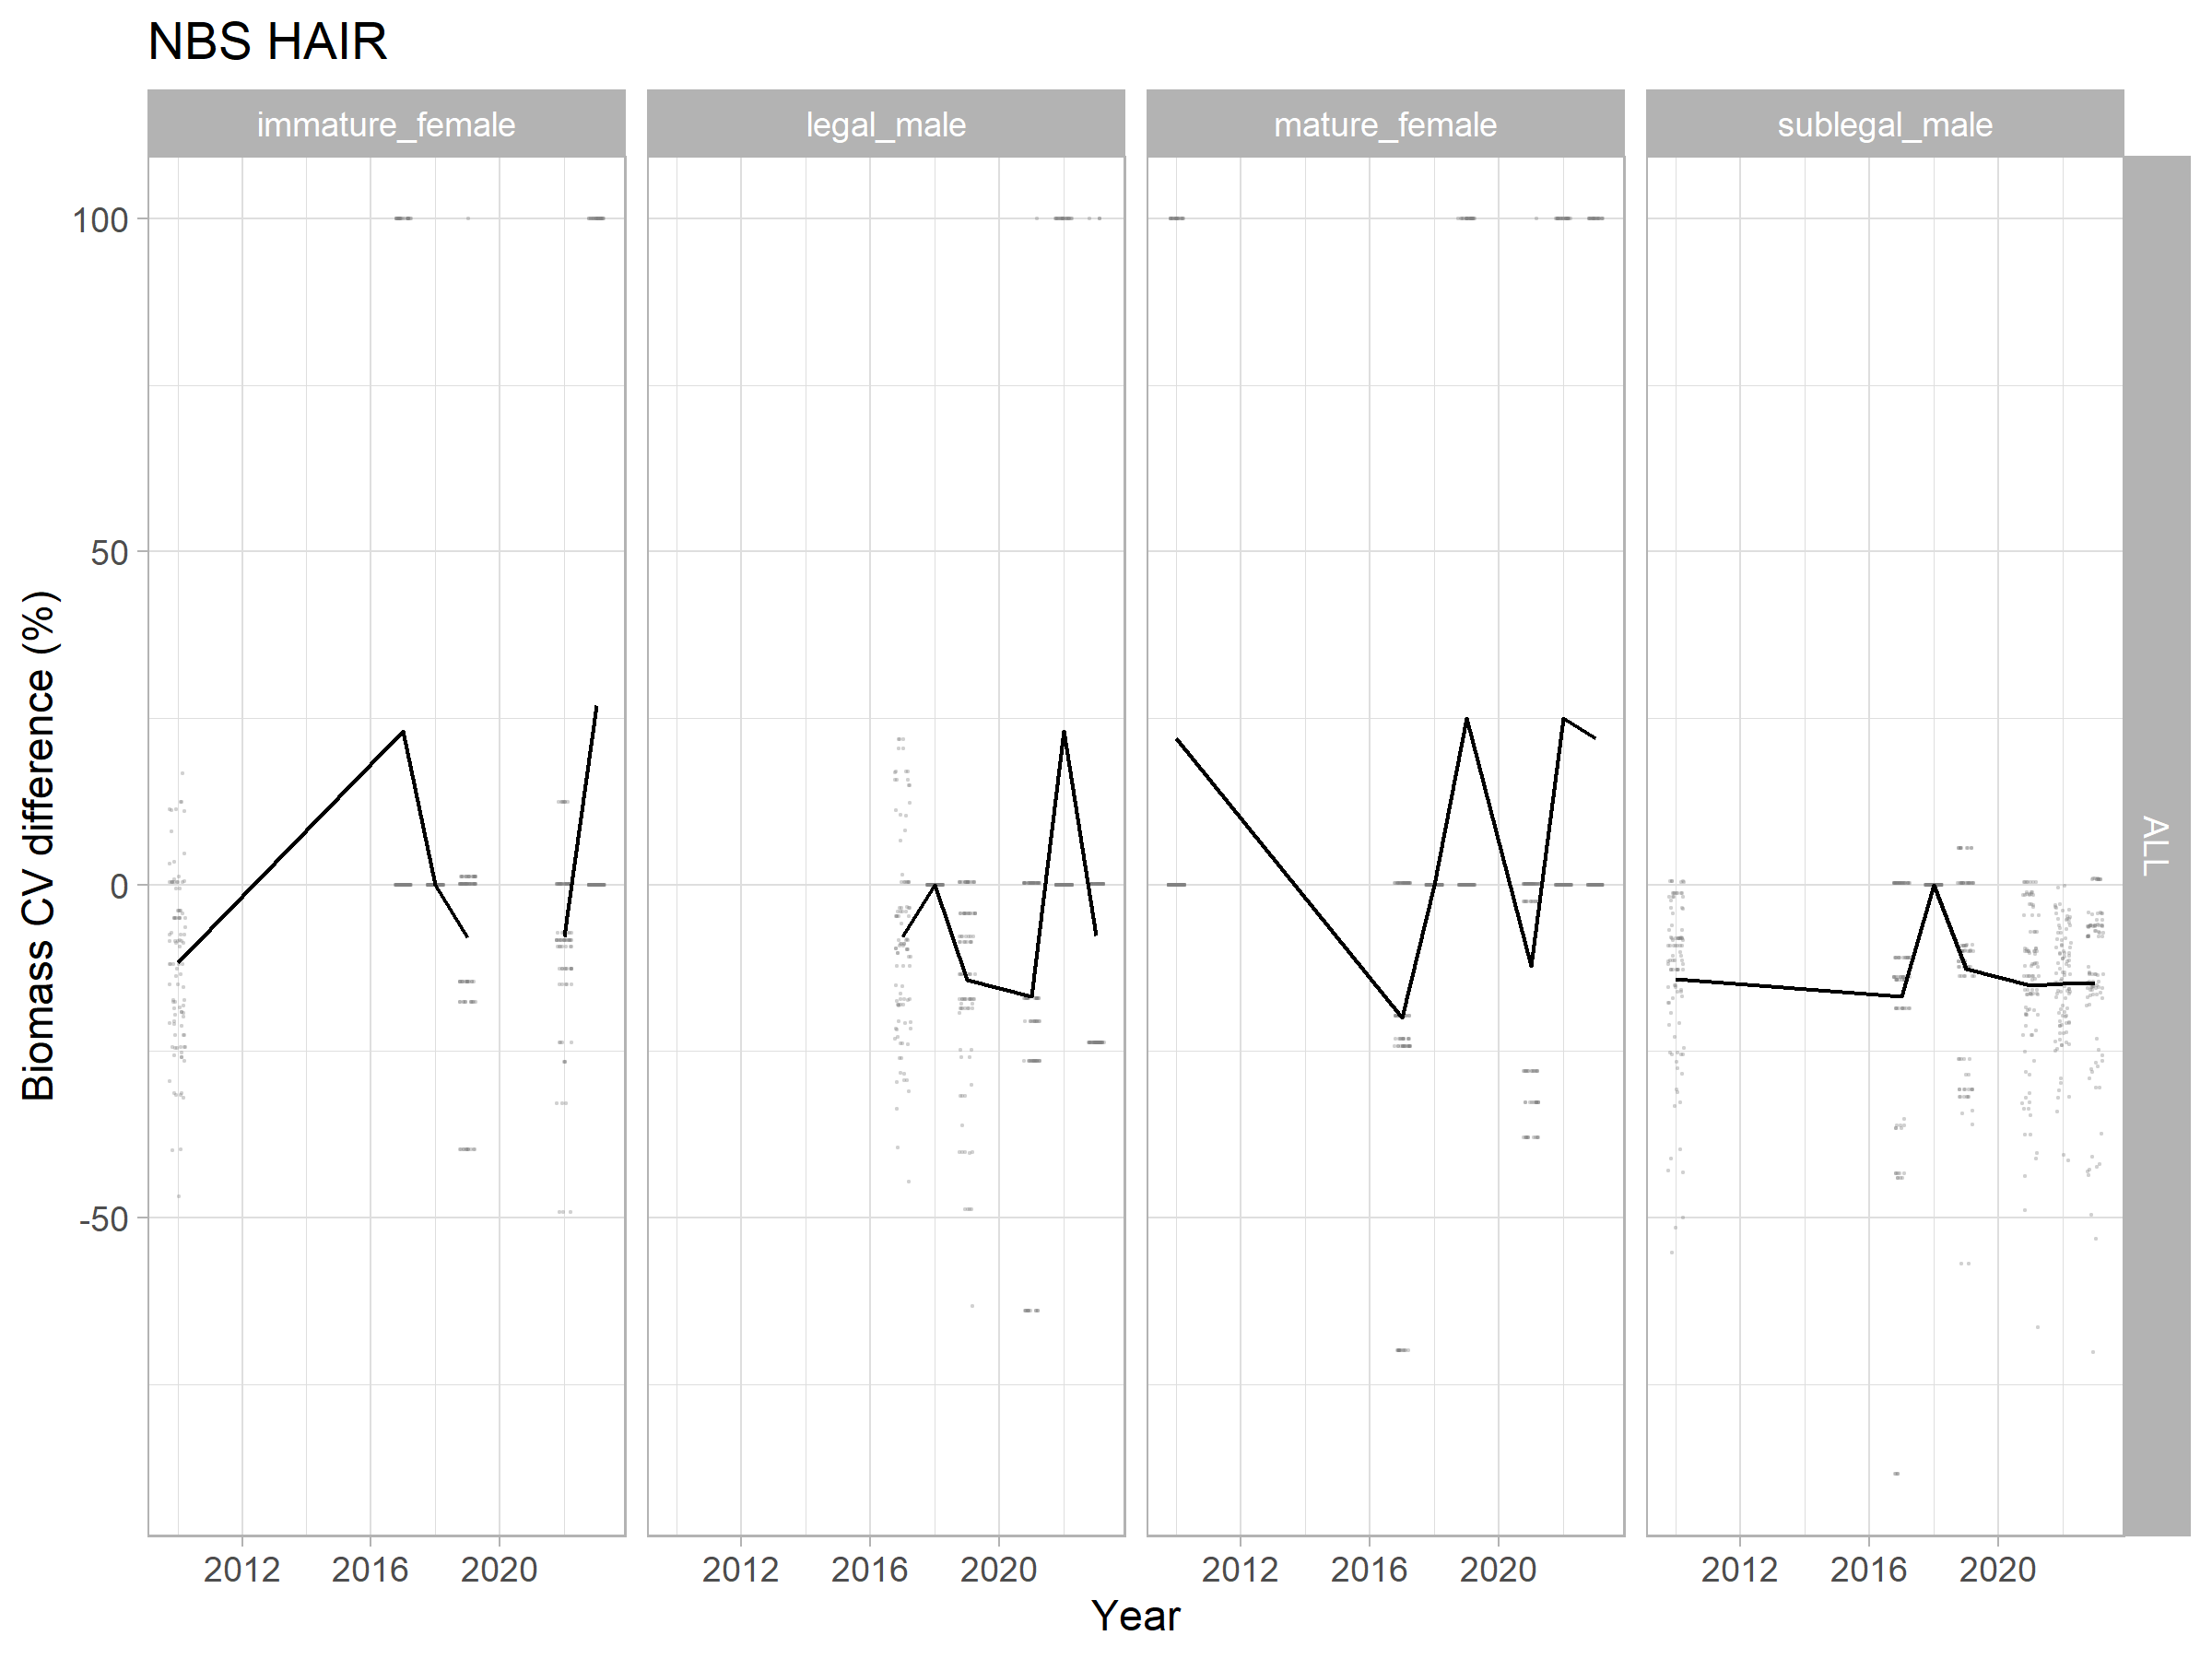 NBS HAIR
immature_female legal_male mature_female sublegal_male
ALL
Biomass CV difference (%)
100
50
0
-50
2012 2016 2020 2012 2016 2020 2012 2016 2020 2012 2016 2020
Year